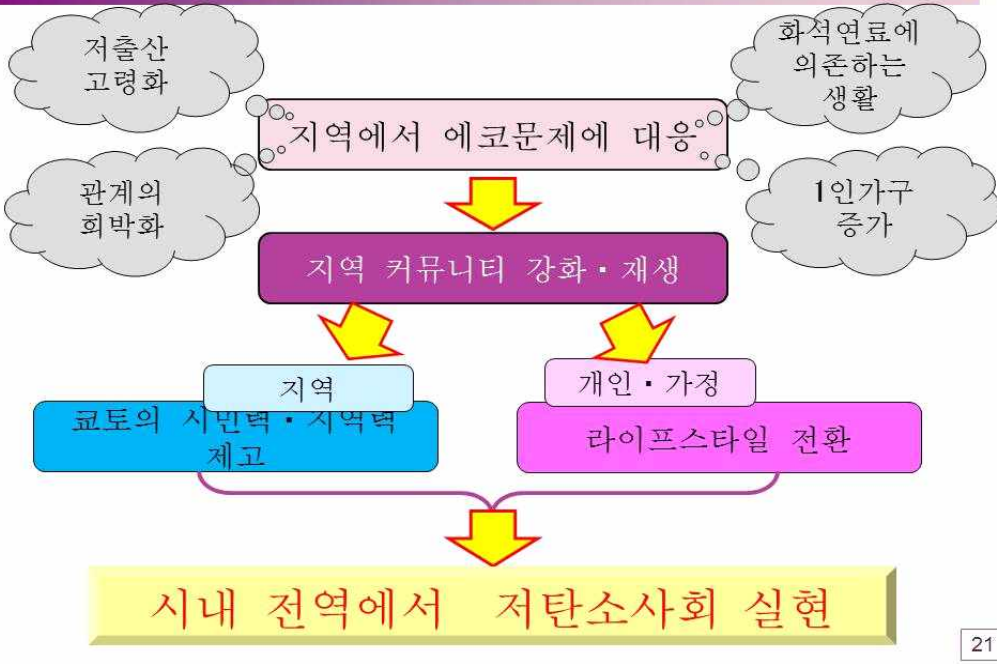 저출산
고령화
화석연료에
의존하는
생활
지역에서 에코문제에 대응
관계의
희박화
1인가구
증가
지역 커뮤니티 강화▪재생
지역
쿄토의 시민력▪지역력
제고
개인▪가정
라이프스타일 전환
시내 전역에서 저탄소사회 실현
21